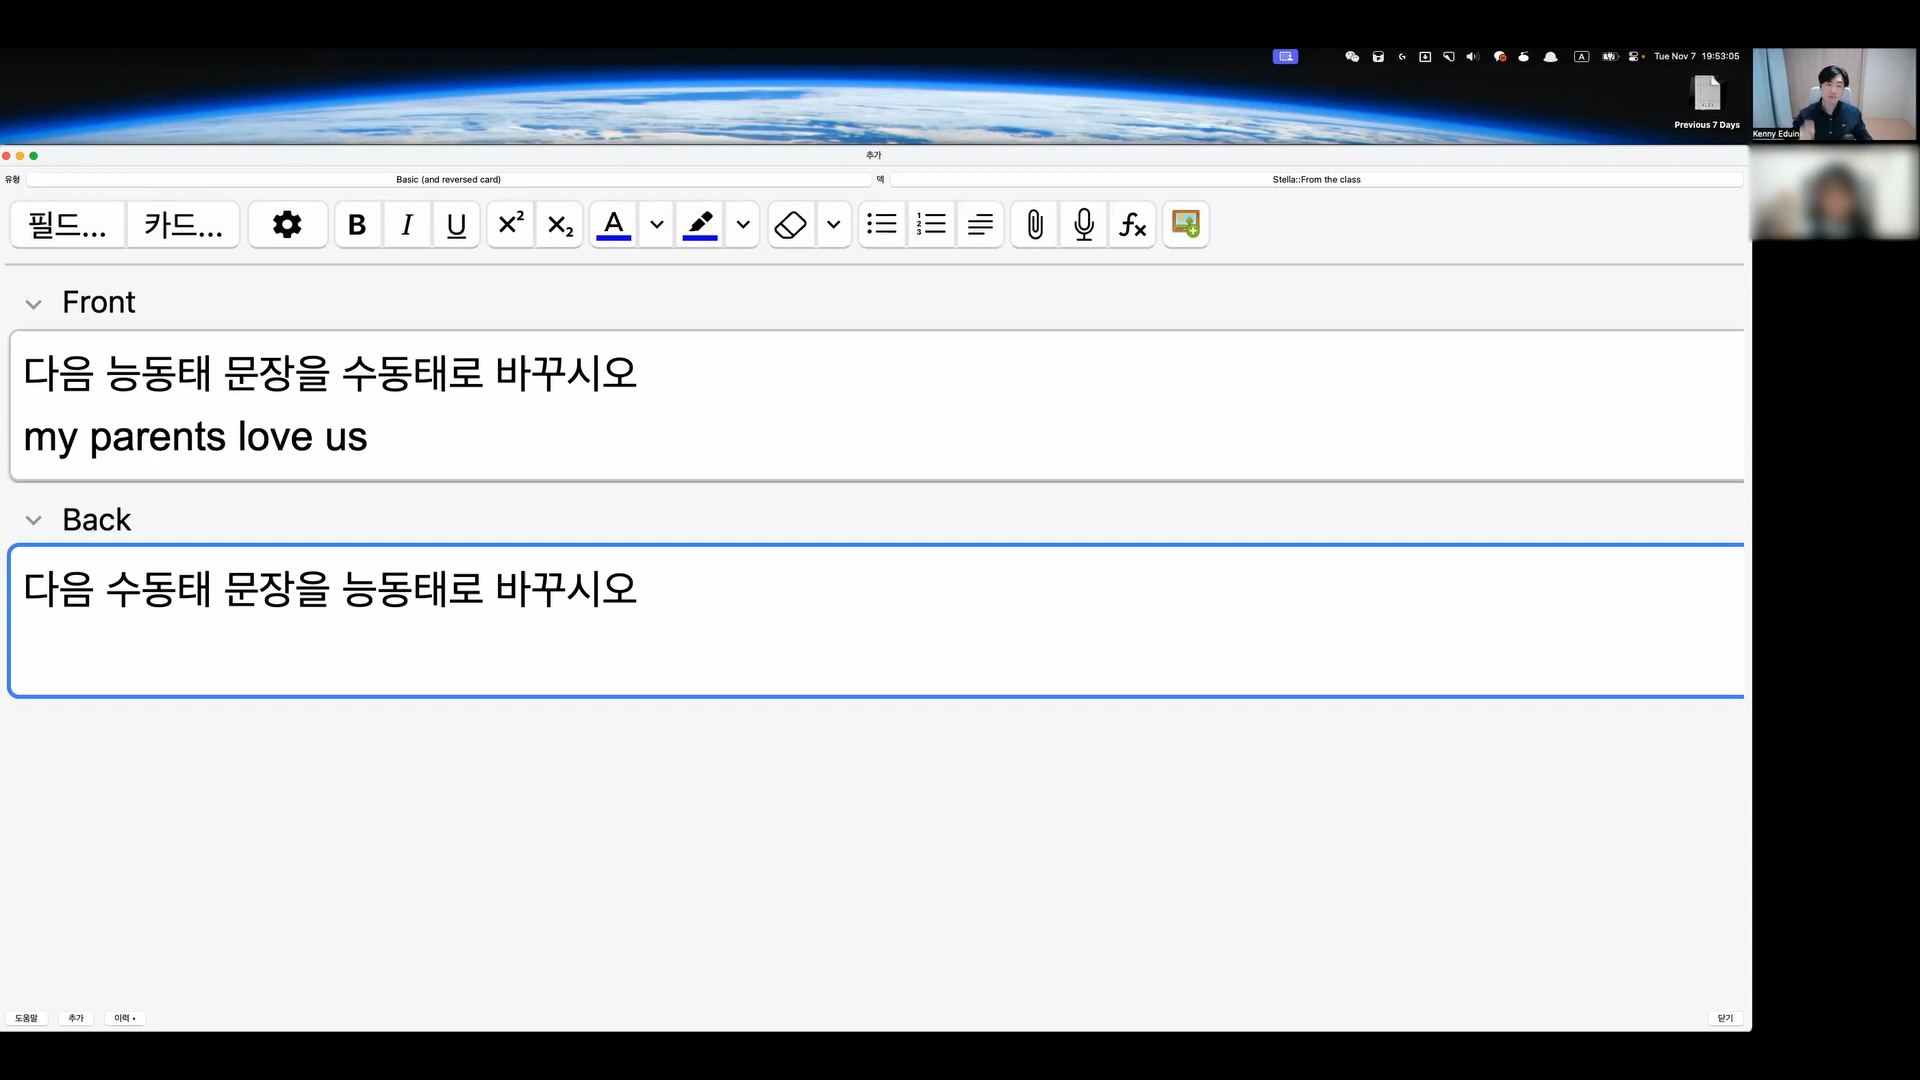 A
Tue Nov 7 19:53:05
Previous 7 Days
Kenny Eduin
추가
유형
Basic (and reversed card)
덱
Stella::From the class
필드...
카드...
B I U X² X₂ A
fx
Front
다음 능동태 문장을 수동태로 바꾸시오
my parents love us
Back
다음 수동태 문장을 능동태로 바꾸시오
도움말
추가
이력
닫기